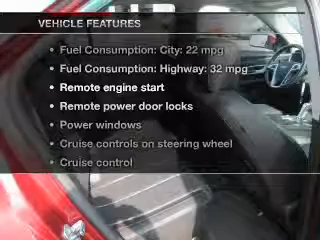 VEHICLE FEATURES
Fuel Consumption: City: 22 mpg
Fuel Consumption: Highway: 32 mpg
Remote engine start
Remote power door locks
Power windows
Cruise controls on steering wheel
Cruise control